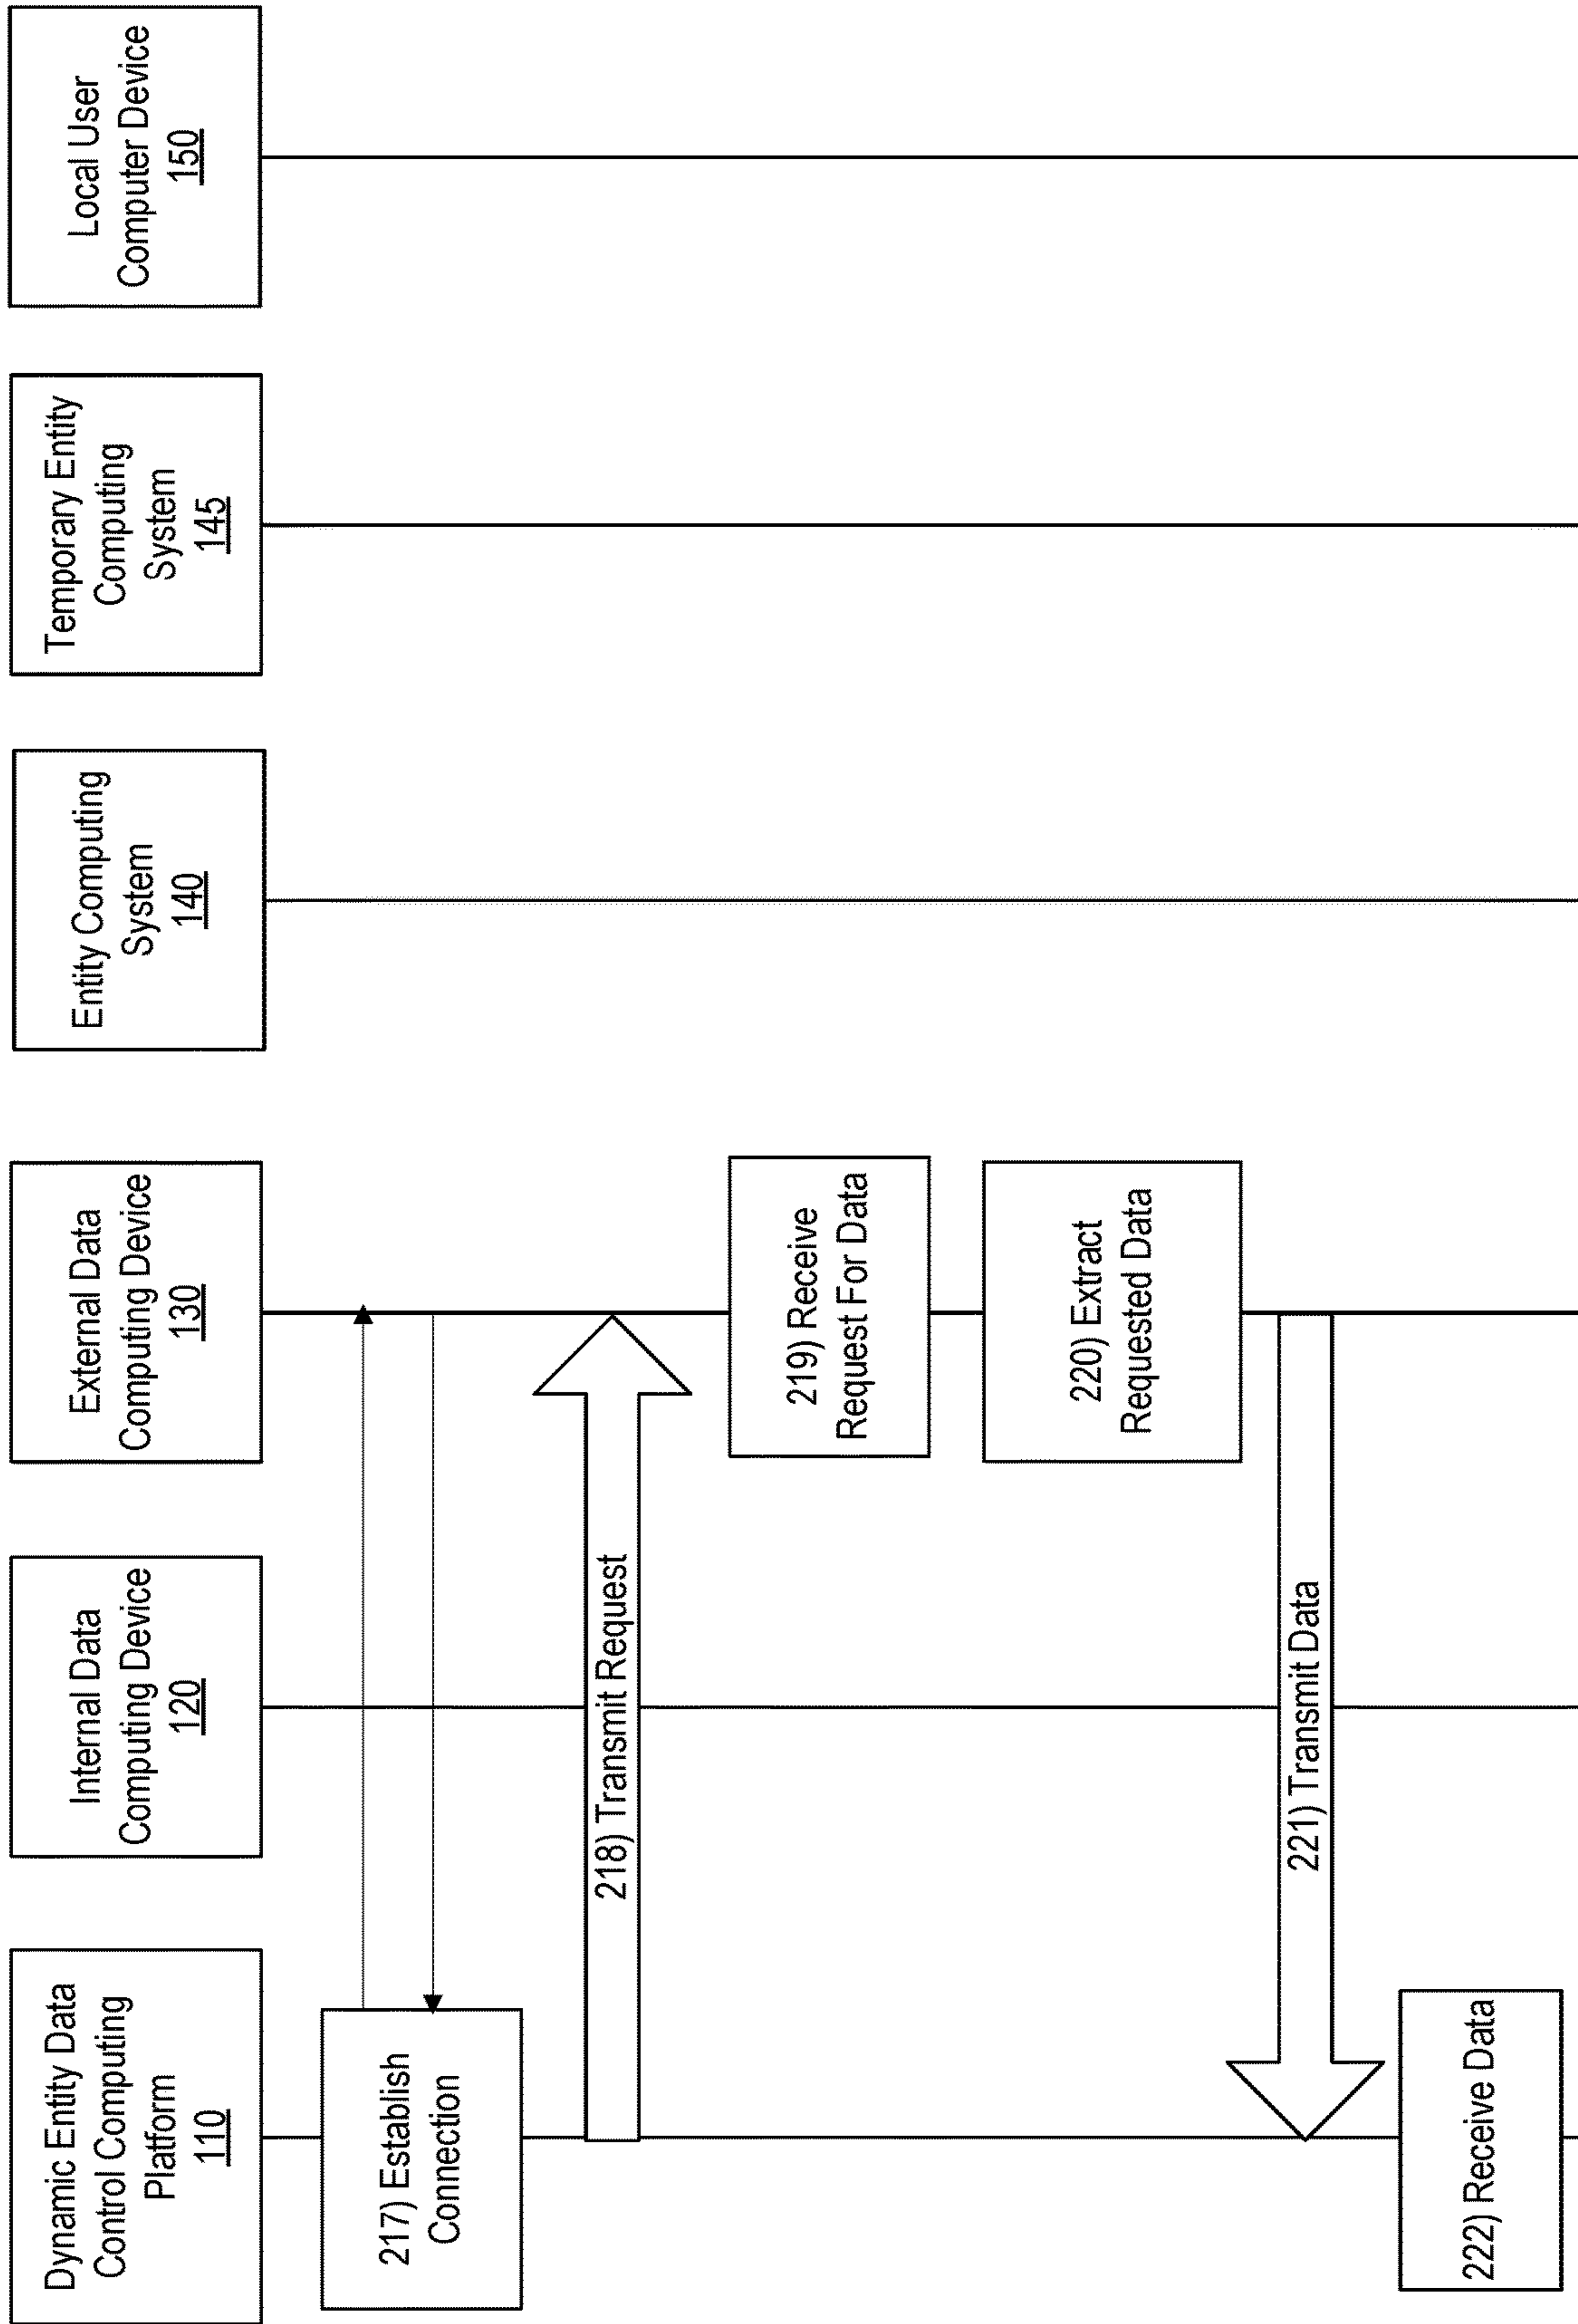 Dynamic Entity Data
Control Computing
Platform
110
Internal Data
Computing Device
120
External Data
Computing Device
130
Entity Computing
System
140
Temporary Entity
Computing
System
145
Local User
Computer Device
150
217) Establish
Connection
218) Transmit Request
219) Receive
Request For Data
220) Extract
Requested Data
221) Transmit Data
222) Receive Data